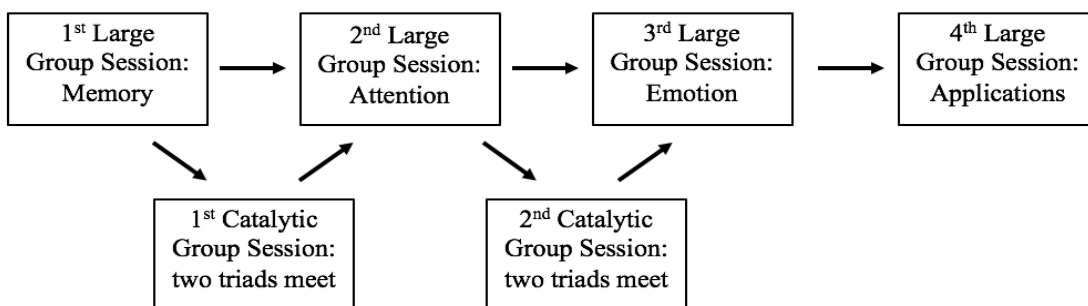 1st Large
Group Session:
Memory
2nd Large
Group Session:
Attention
3rd Large
Group Session:
Emotion
4th Large
Group Session:
Applications
1st Catalytic
Group Session:
two triads meet
2nd Catalytic
Group Session:
two triads meet